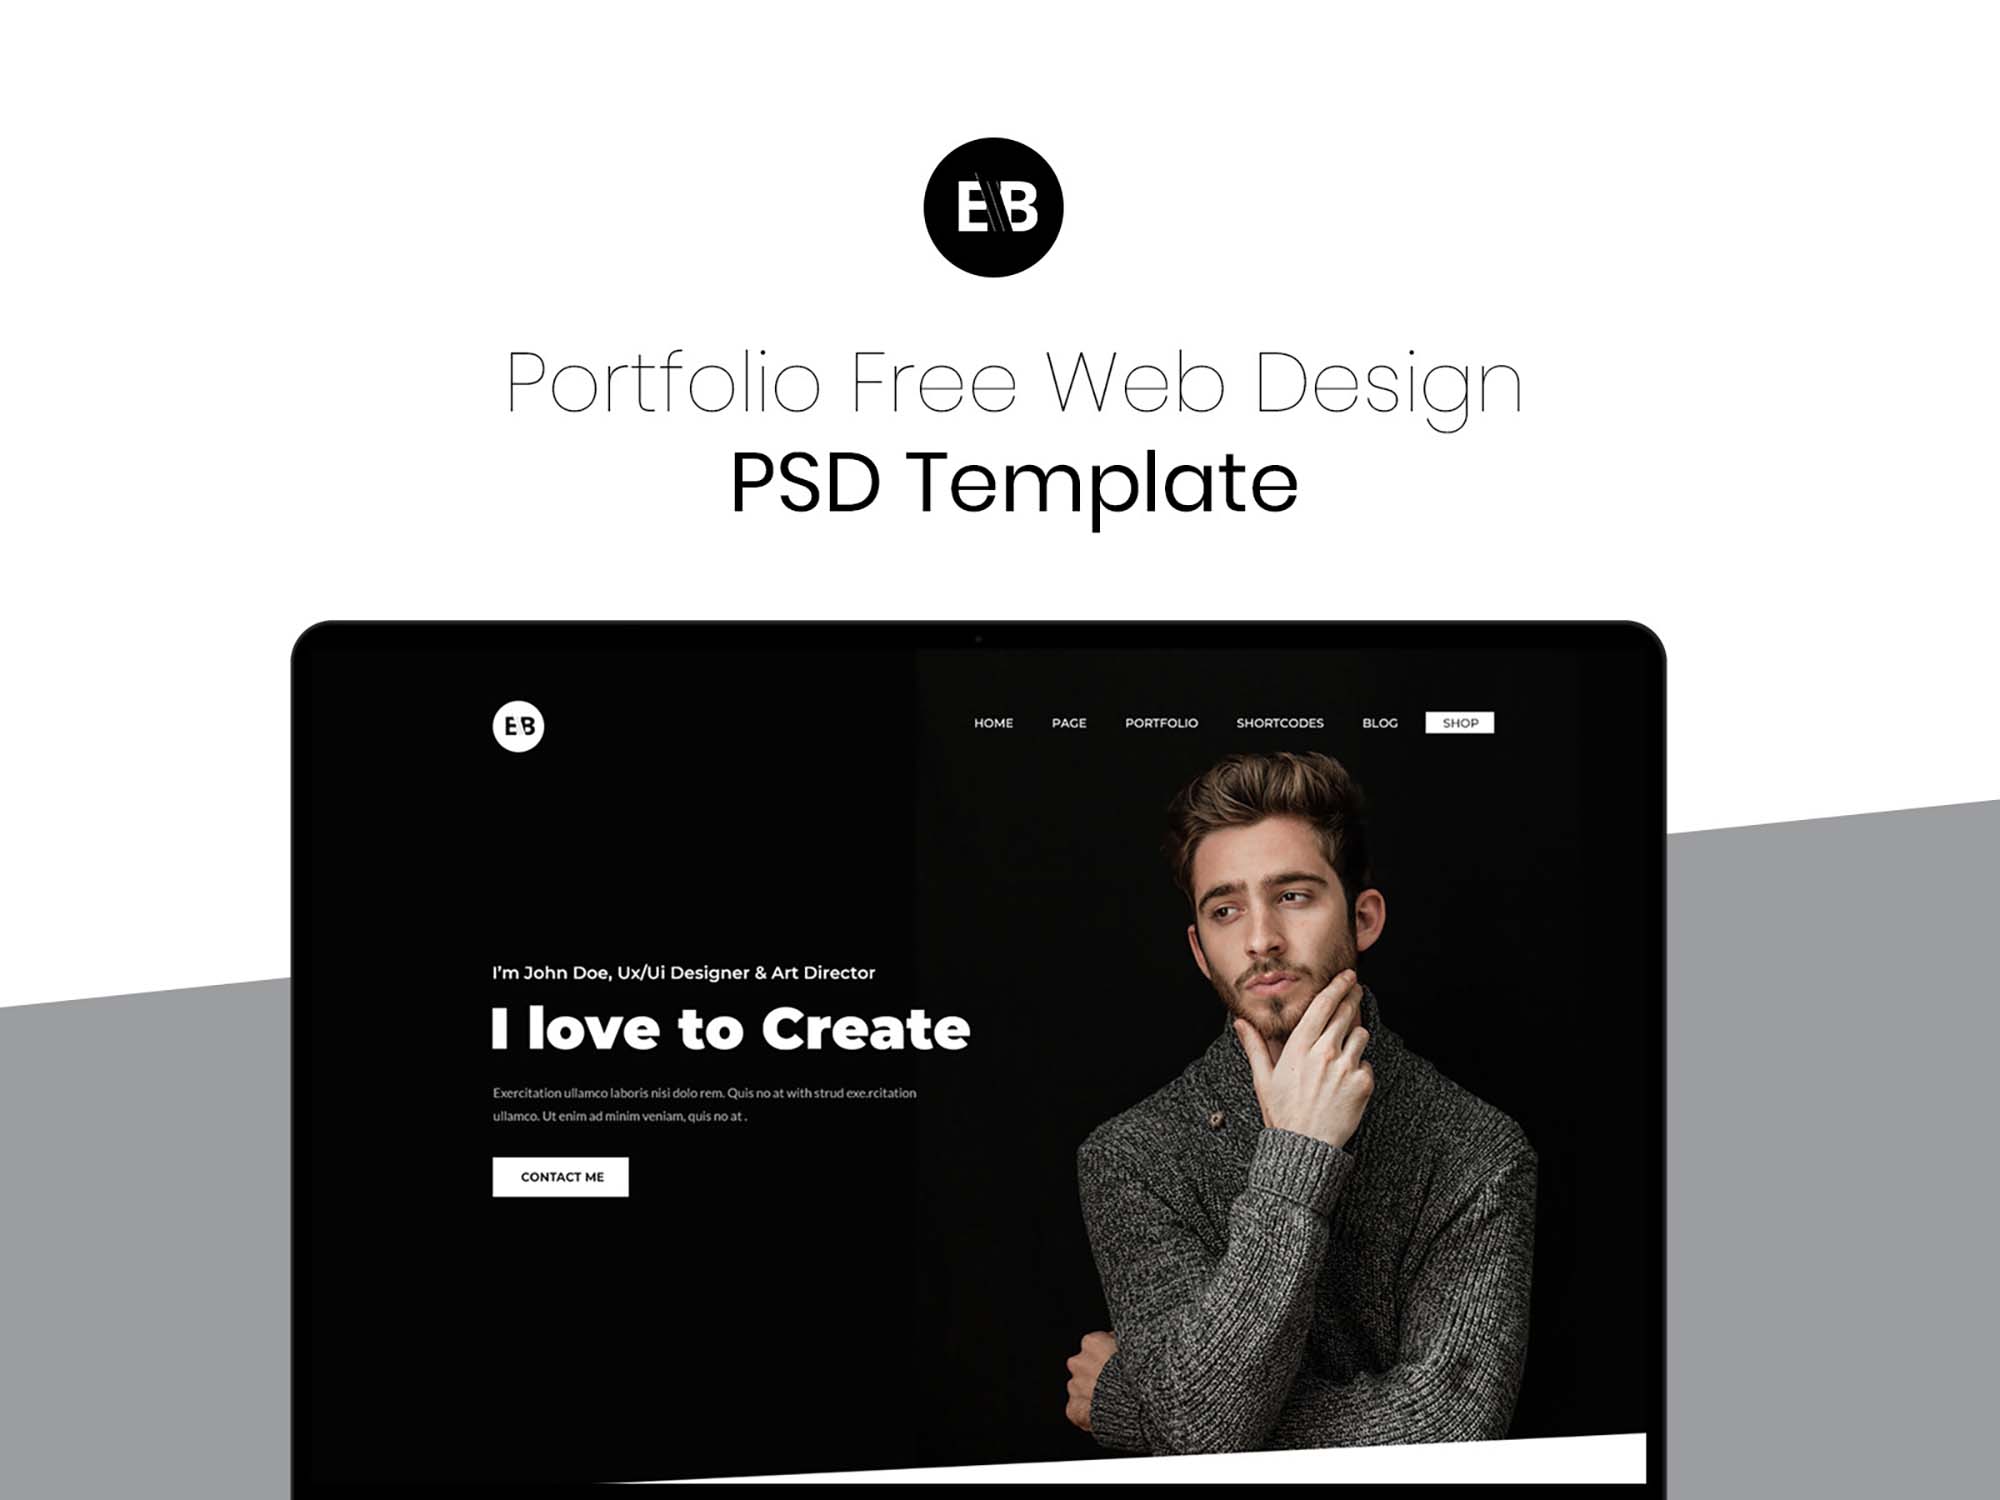 E\\B
Portfolio Free Web Design
PSD Template
E\B
HOME PAGE PORTFOLIO SHORTCODES BLOG SHOP
I'm John Doe, Ux/Ui Designer & Art Director
I love to Create
Exercitation ullamco laboris nisi dolo rem. Quis no at with strud exe.rcitation
ullamco. Ut enim ad minim veniam, quis no at .
CONTACT ME